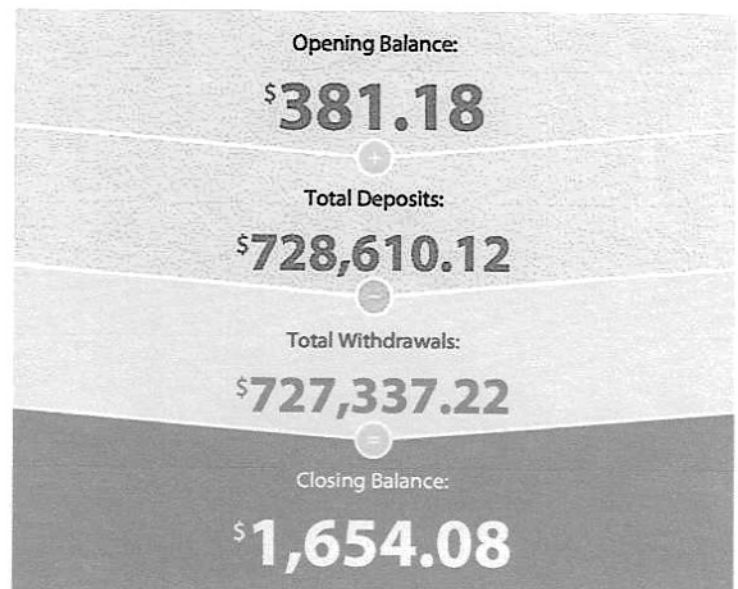 Opening Balance:
$381.18
+
Total Deposits:
$728,610.12
−
Total Withdrawals:
$727,337.22
=
Closing Balance:
$1,654.08